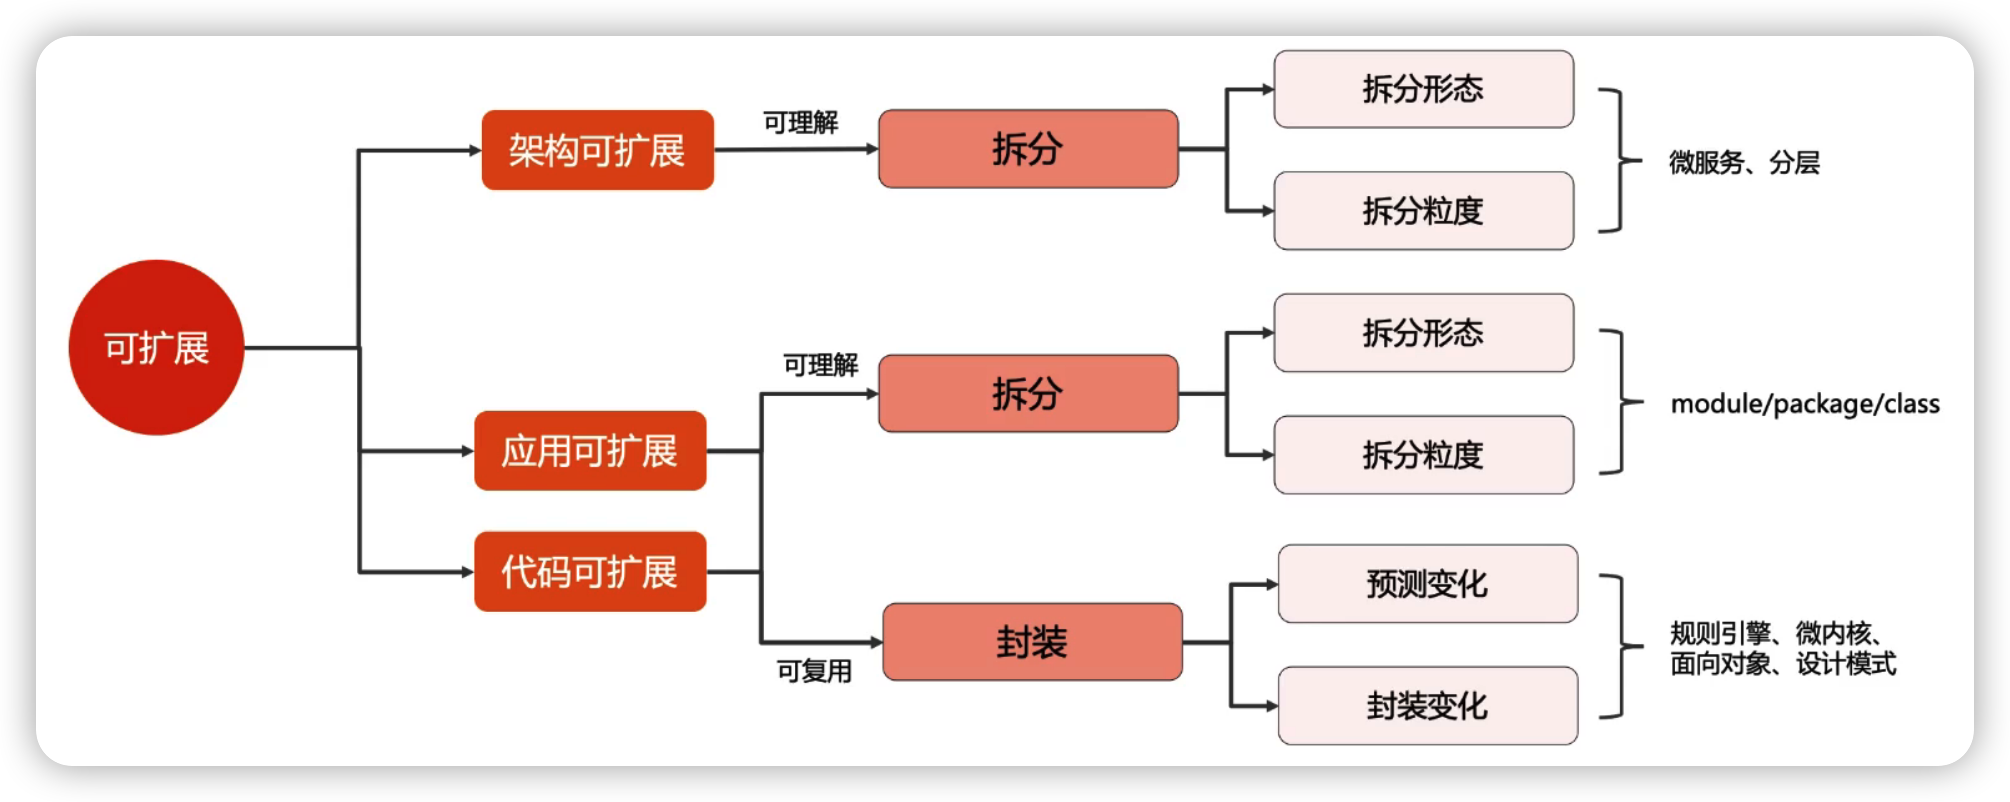 可扩展
架构可扩展
可理解
拆分
拆分形态
拆分粒度
微服务、分层
应用可扩展
代码可扩展
可理解
拆分
拆分形态
拆分粒度
module/package/class
可复用
封装
预测变化
封装变化
规则引擎、微内核、
面向对象、设计模式